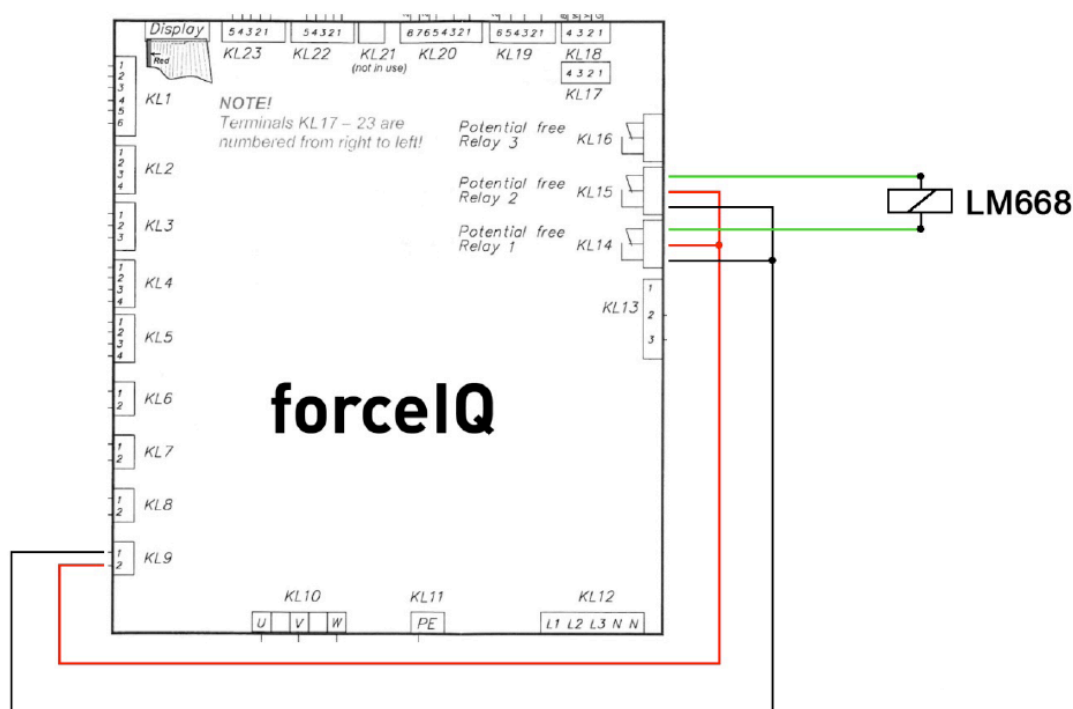 Display
54321
54321
87654321
654321
4321
KL23
KL22
KL21
(not in use)
KL20
KL19
KL18
4321
KL17
Red
NOTE!
Terminals KL17 – 23 are
numbered from right to left!
1
2
3
4
5
6
KL1
1
2
3
4
KL2
1
2
3
KL3
1
2
3
4
KL4
1
2
3
4
KL5
1
2
KL6
1
2
KL7
1
2
KL8
1
2
KL9
Potential free
Relay 3
KL16
Potential free
Relay 2
KL15
Potential free
Relay 1
KL14
1
2
3
KL13
LM668
forceIQ
KL10
U V W
KL11
PE
KL12
L1 L2 L3 N N